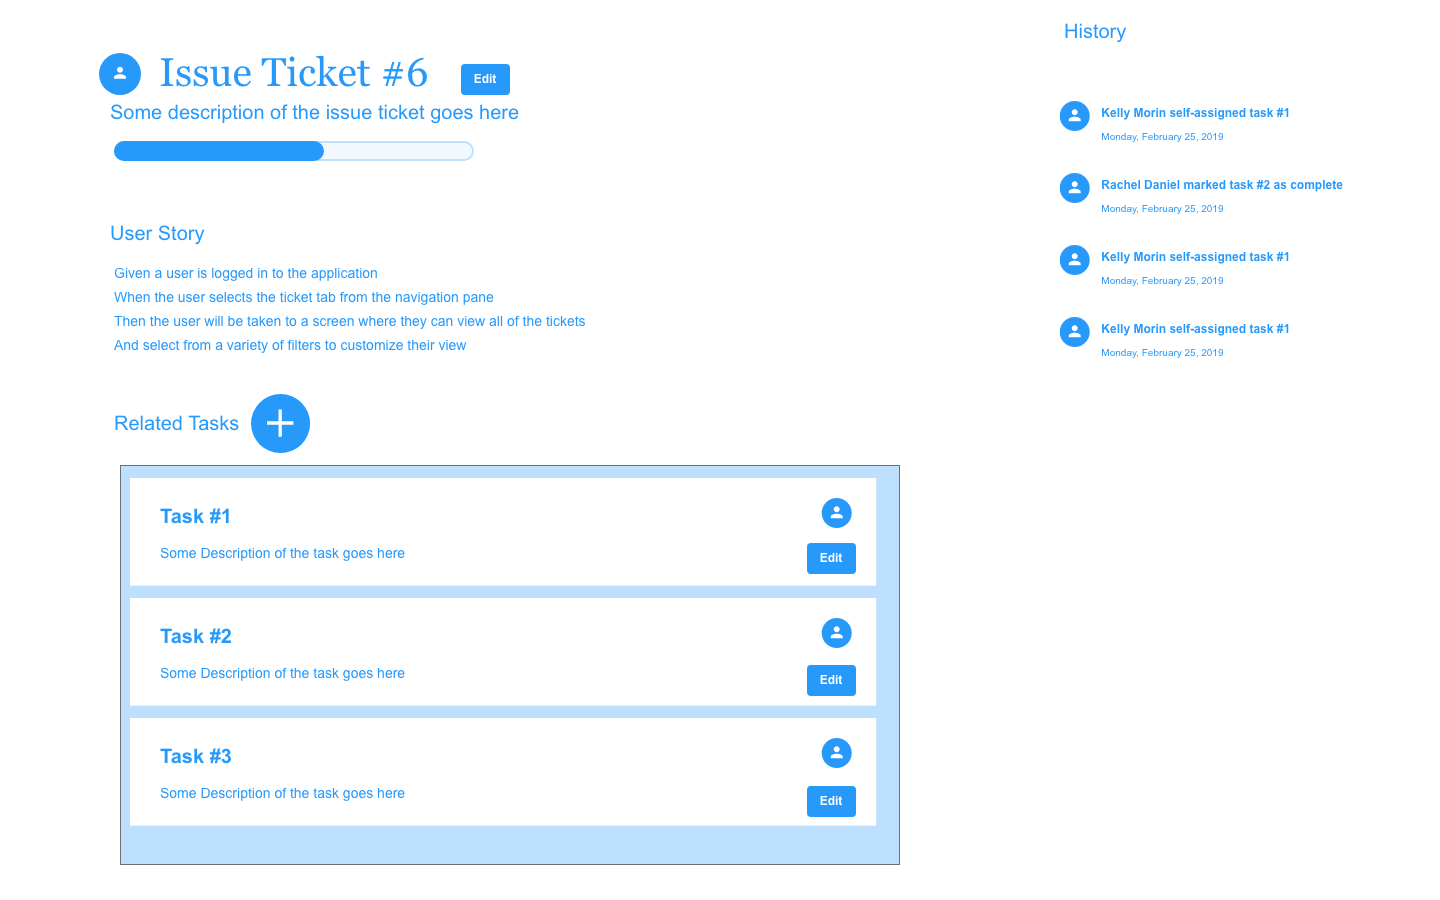 Issue Ticket #6
Edit
Some description of the issue ticket goes here
User Story
Given a user is logged in to the application
When the user selects the ticket tab from the navigation pane
Then the user will be taken to a screen where they can view all of the tickets
And select from a variety of filters to customize their view
Related Tasks
Task #1
Some Description of the task goes here
Edit
Task #2
Some Description of the task goes here
Edit
Task #3
Some Description of the task goes here
Edit
History
Kelly Morin self-assigned task #1
Monday, February 25, 2019
Rachel Daniel marked task #2 as complete
Monday, February 25, 2019
Kelly Morin self-assigned task #1
Monday, February 25, 2019
Kelly Morin self-assigned task #1
Monday, February 25, 2019